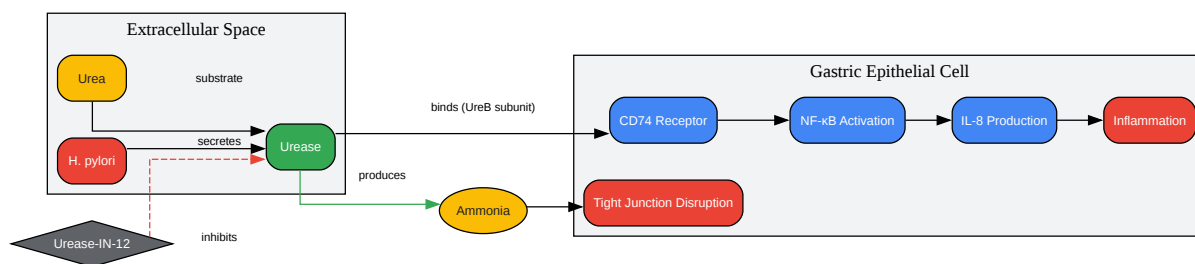 Extracellular Space
Urea
substrate
H. pylori
secretes
Urease
binds (UreB subunit)
produces
Ammonia
Urease-IN-12
inhibits
Gastric Epithelial Cell
CD74 Receptor
NF-κB Activation
IL-8 Production
Inflammation
Tight Junction Disruption